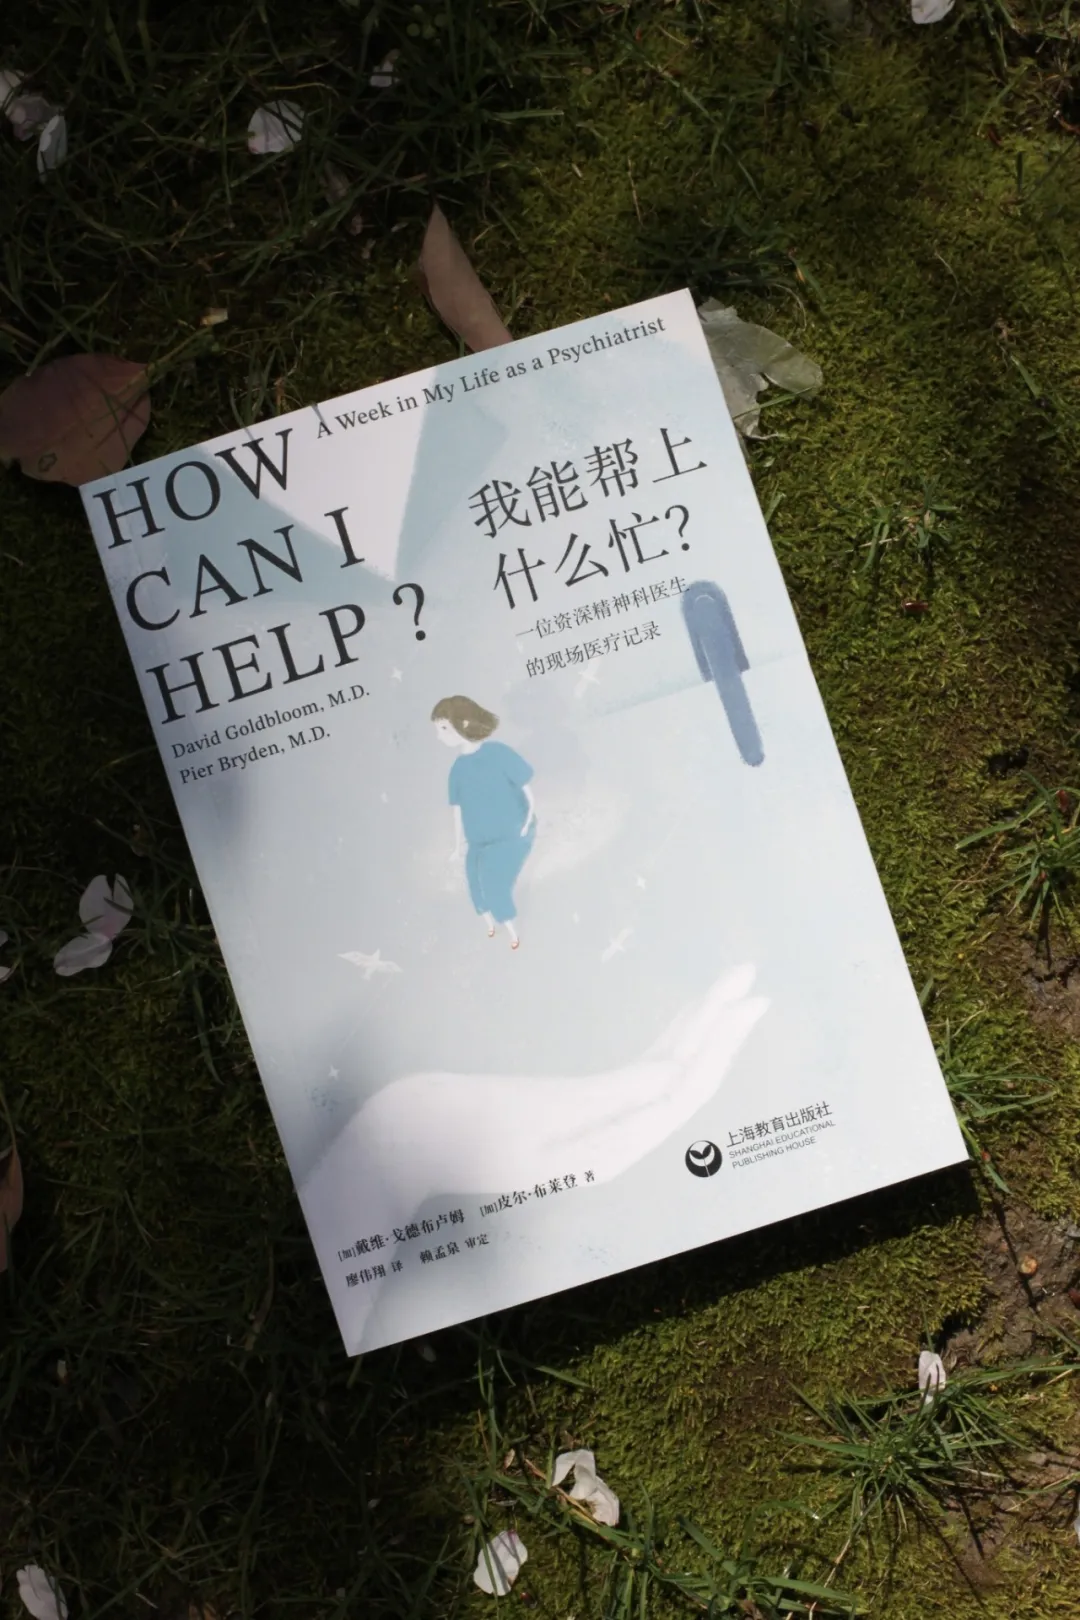 A Week in My Life as a Psychiatrist
HOW
CAN I
HELP ?
David Goldbloom, M.D.
Pier Bryden, M.D.
我能帮上
什么忙?
一位资深精神科医生
的现场医疗记录
上海教育出版社
SHANGHAI EDUCATIONAL
PUBLISHING HOUSE
[加]戴维·戈德布卢姆 [加]皮尔·布莱登 著
廖伟翔 译 赖孟泉 审定